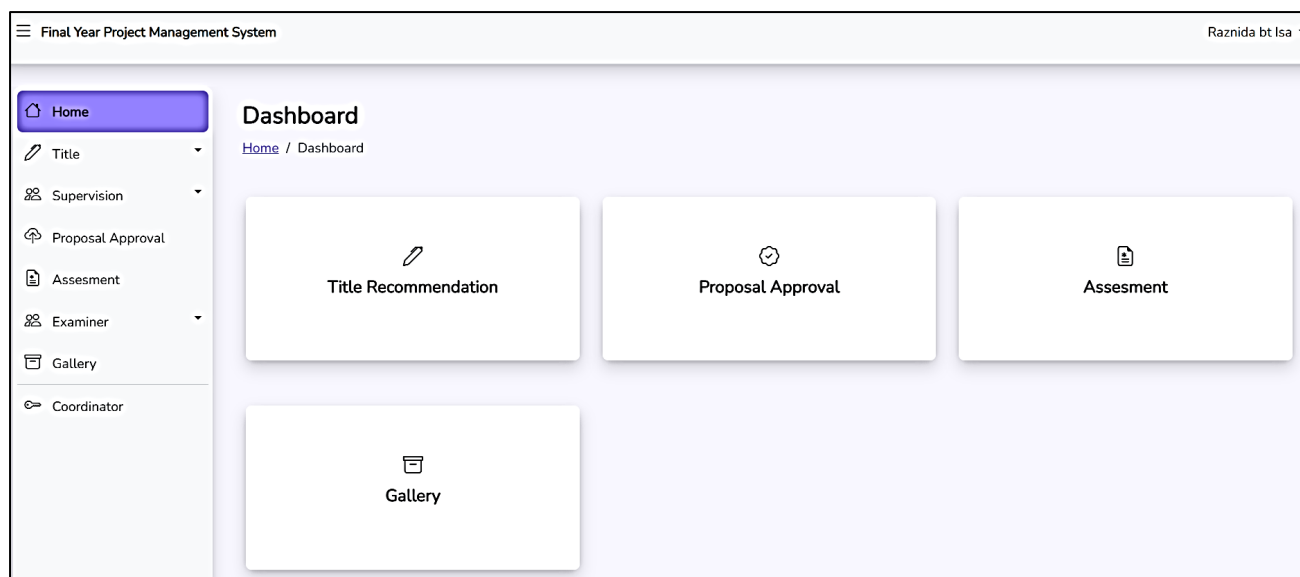 Final Year Project Management System
Raznida bt Isa
Home
Title
Supervision
Proposal Approval
Assesment
Examiner
Gallery
Coordinator
Dashboard
Home / Dashboard
Title Recommendation
Proposal Approval
Assesment
Gallery